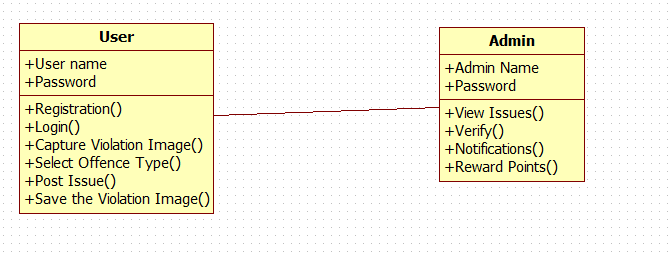 User
+User name
+Password
+Registration()
+Login()
+Capture Violation Image()
+Select Offence Type()
+Post Issue()
+Save the Violation Image()
Admin
+Admin Name
+Password
+View Issues()
+Verify()
+Notifications()
+Reward Points()